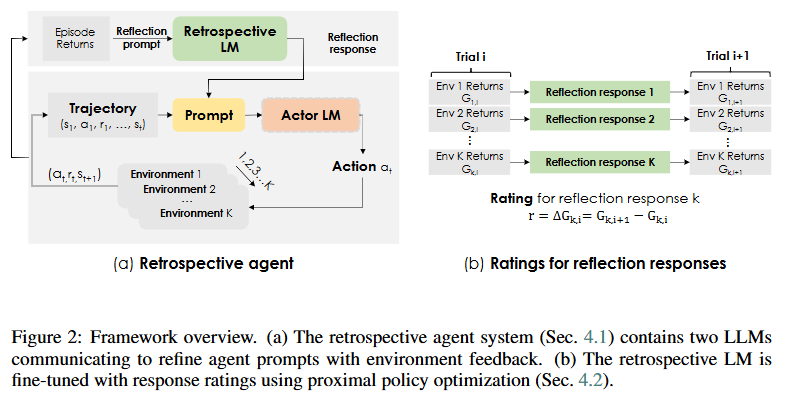 Episode Returns
Reflection prompt
Retrospective LM
Reflection response
Trajectory
(s₁, a₁, r₁, ..., sₜ)
Prompt
Actor LM
Action aₜ
(aₜ,rₜ,sₜ₊₁)
1,2,3...K
Environment 1
Environment 2
...
Environment K
(a) Retrospective agent
Trial i
Trial i+1
Env 1 Returns
G₁,ᵢ
Reflection response 1
Env 1 Returns
G₁,ᵢ₊₁
Env 2 Returns
G₂,ᵢ
Reflection response 2
Env 2 Returns
G₂,ᵢ₊₁
⋮
⋮
Env K Returns
Gₖ,ᵢ
Reflection response K
Env K Returns
Gₖ,ᵢ₊₁
Rating for reflection response k
r = ΔGₖ,ᵢ= Gₖ,ᵢ₊₁ − Gₖ,ᵢ
(b) Ratings for reflection responses
Figure 2: Framework overview. (a) The retrospective agent system (Sec. 4.1) contains two LLMs
communicating to refine agent prompts with environment feedback. (b) The retrospective LM is
fine-tuned with response ratings using proximal policy optimization (Sec. 4.2).